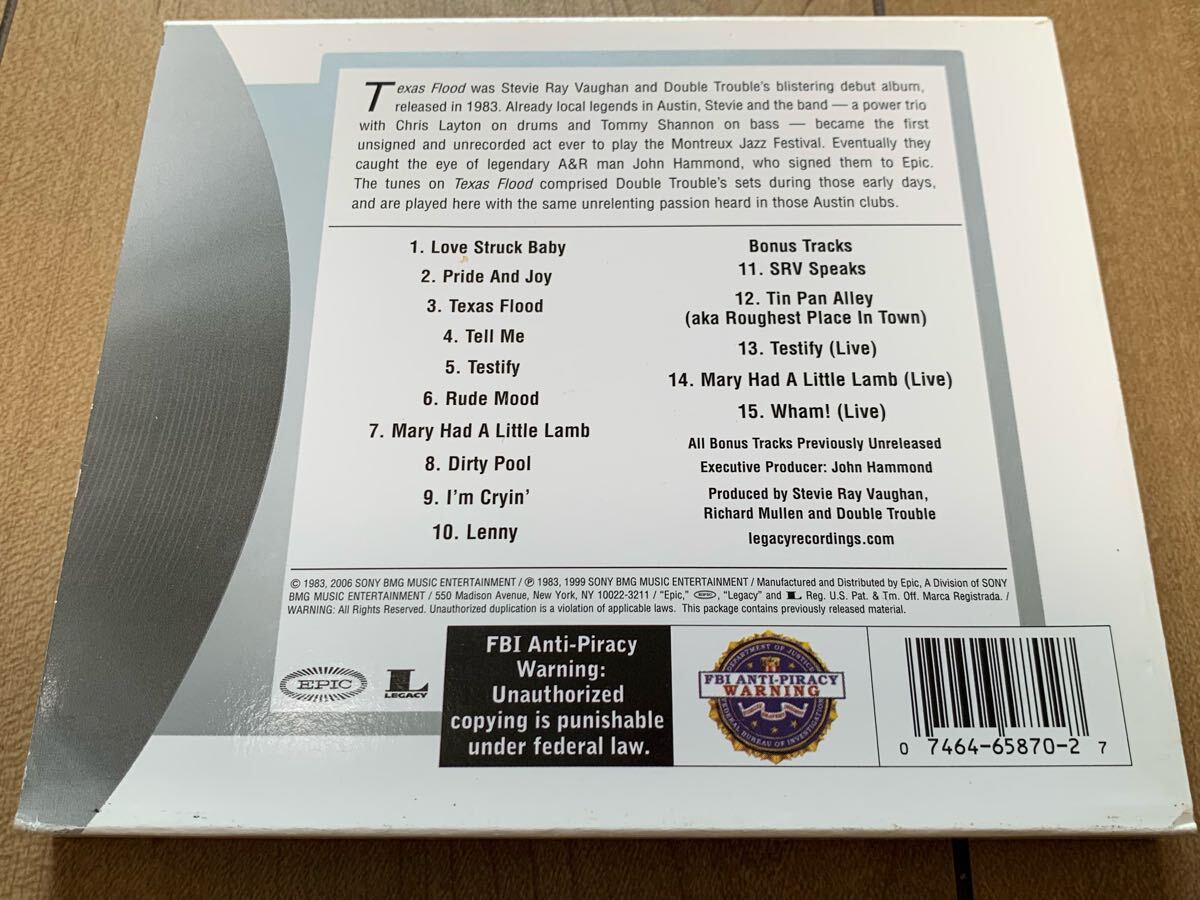 Texas Flood was Stevie Ray Vaughan and Double Trouble's blistering debut album,
released in 1983. Already local legends in Austin, Stevie and the band — a power trio
with Chris Layton on drums and Tommy Shannon on bass — became the first
unsigned and unrecorded act ever to play the Montreux Jazz Festival. Eventually they
caught the eye of legendary A&R man John Hammond, who signed them to Epic.
The tunes on Texas Flood comprised Double Trouble's sets during those early days,
and are played here with the same unrelenting passion heard in those Austin clubs.
1. Love Struck Baby
2. Pride And Joy
3. Texas Flood
4. Tell Me
5. Testify
6. Rude Mood
7. Mary Had A Little Lamb
8. Dirty Pool
9. I'm Cryin'
10. Lenny
Bonus Tracks
11. SRV Speaks
12. Tin Pan Alley
(aka Roughest Place In Town)
13. Testify (Live)
14. Mary Had A Little Lamb (Live)
15. Wham! (Live)
All Bonus Tracks Previously Unreleased
Executive Producer: John Hammond
Produced by Stevie Ray Vaughan,
Richard Mullen and Double Trouble
legacyrecordings.com
© 1983, 2006 SONY BMG MUSIC ENTERTAINMENT / ℗ 1983, 1999 SONY BMG MUSIC ENTERTAINMENT / Manufactured and Distributed by Epic, A Division of SONY
BMG MUSIC ENTERTAINMENT / 550 Madison Avenue, New York, NY 10022-3211 / "Epic," EPIC, "Legacy" and L Reg. U.S. Pat. & Tm. Off. Marca Registrada. /
WARNING: All Rights Reserved. Unauthorized duplication is a violation of applicable laws. This package contains previously released material.
EPIC
L
LEGACY
FBI Anti-Piracy
Warning:
Unauthorized
copying is punishable
under federal law.
DEPARTMENT OF JUSTICE
FBI ANTI-PIRACY
WARNING
FEDERAL BUREAU OF INVESTIGATION
0 7464-65870-2 7